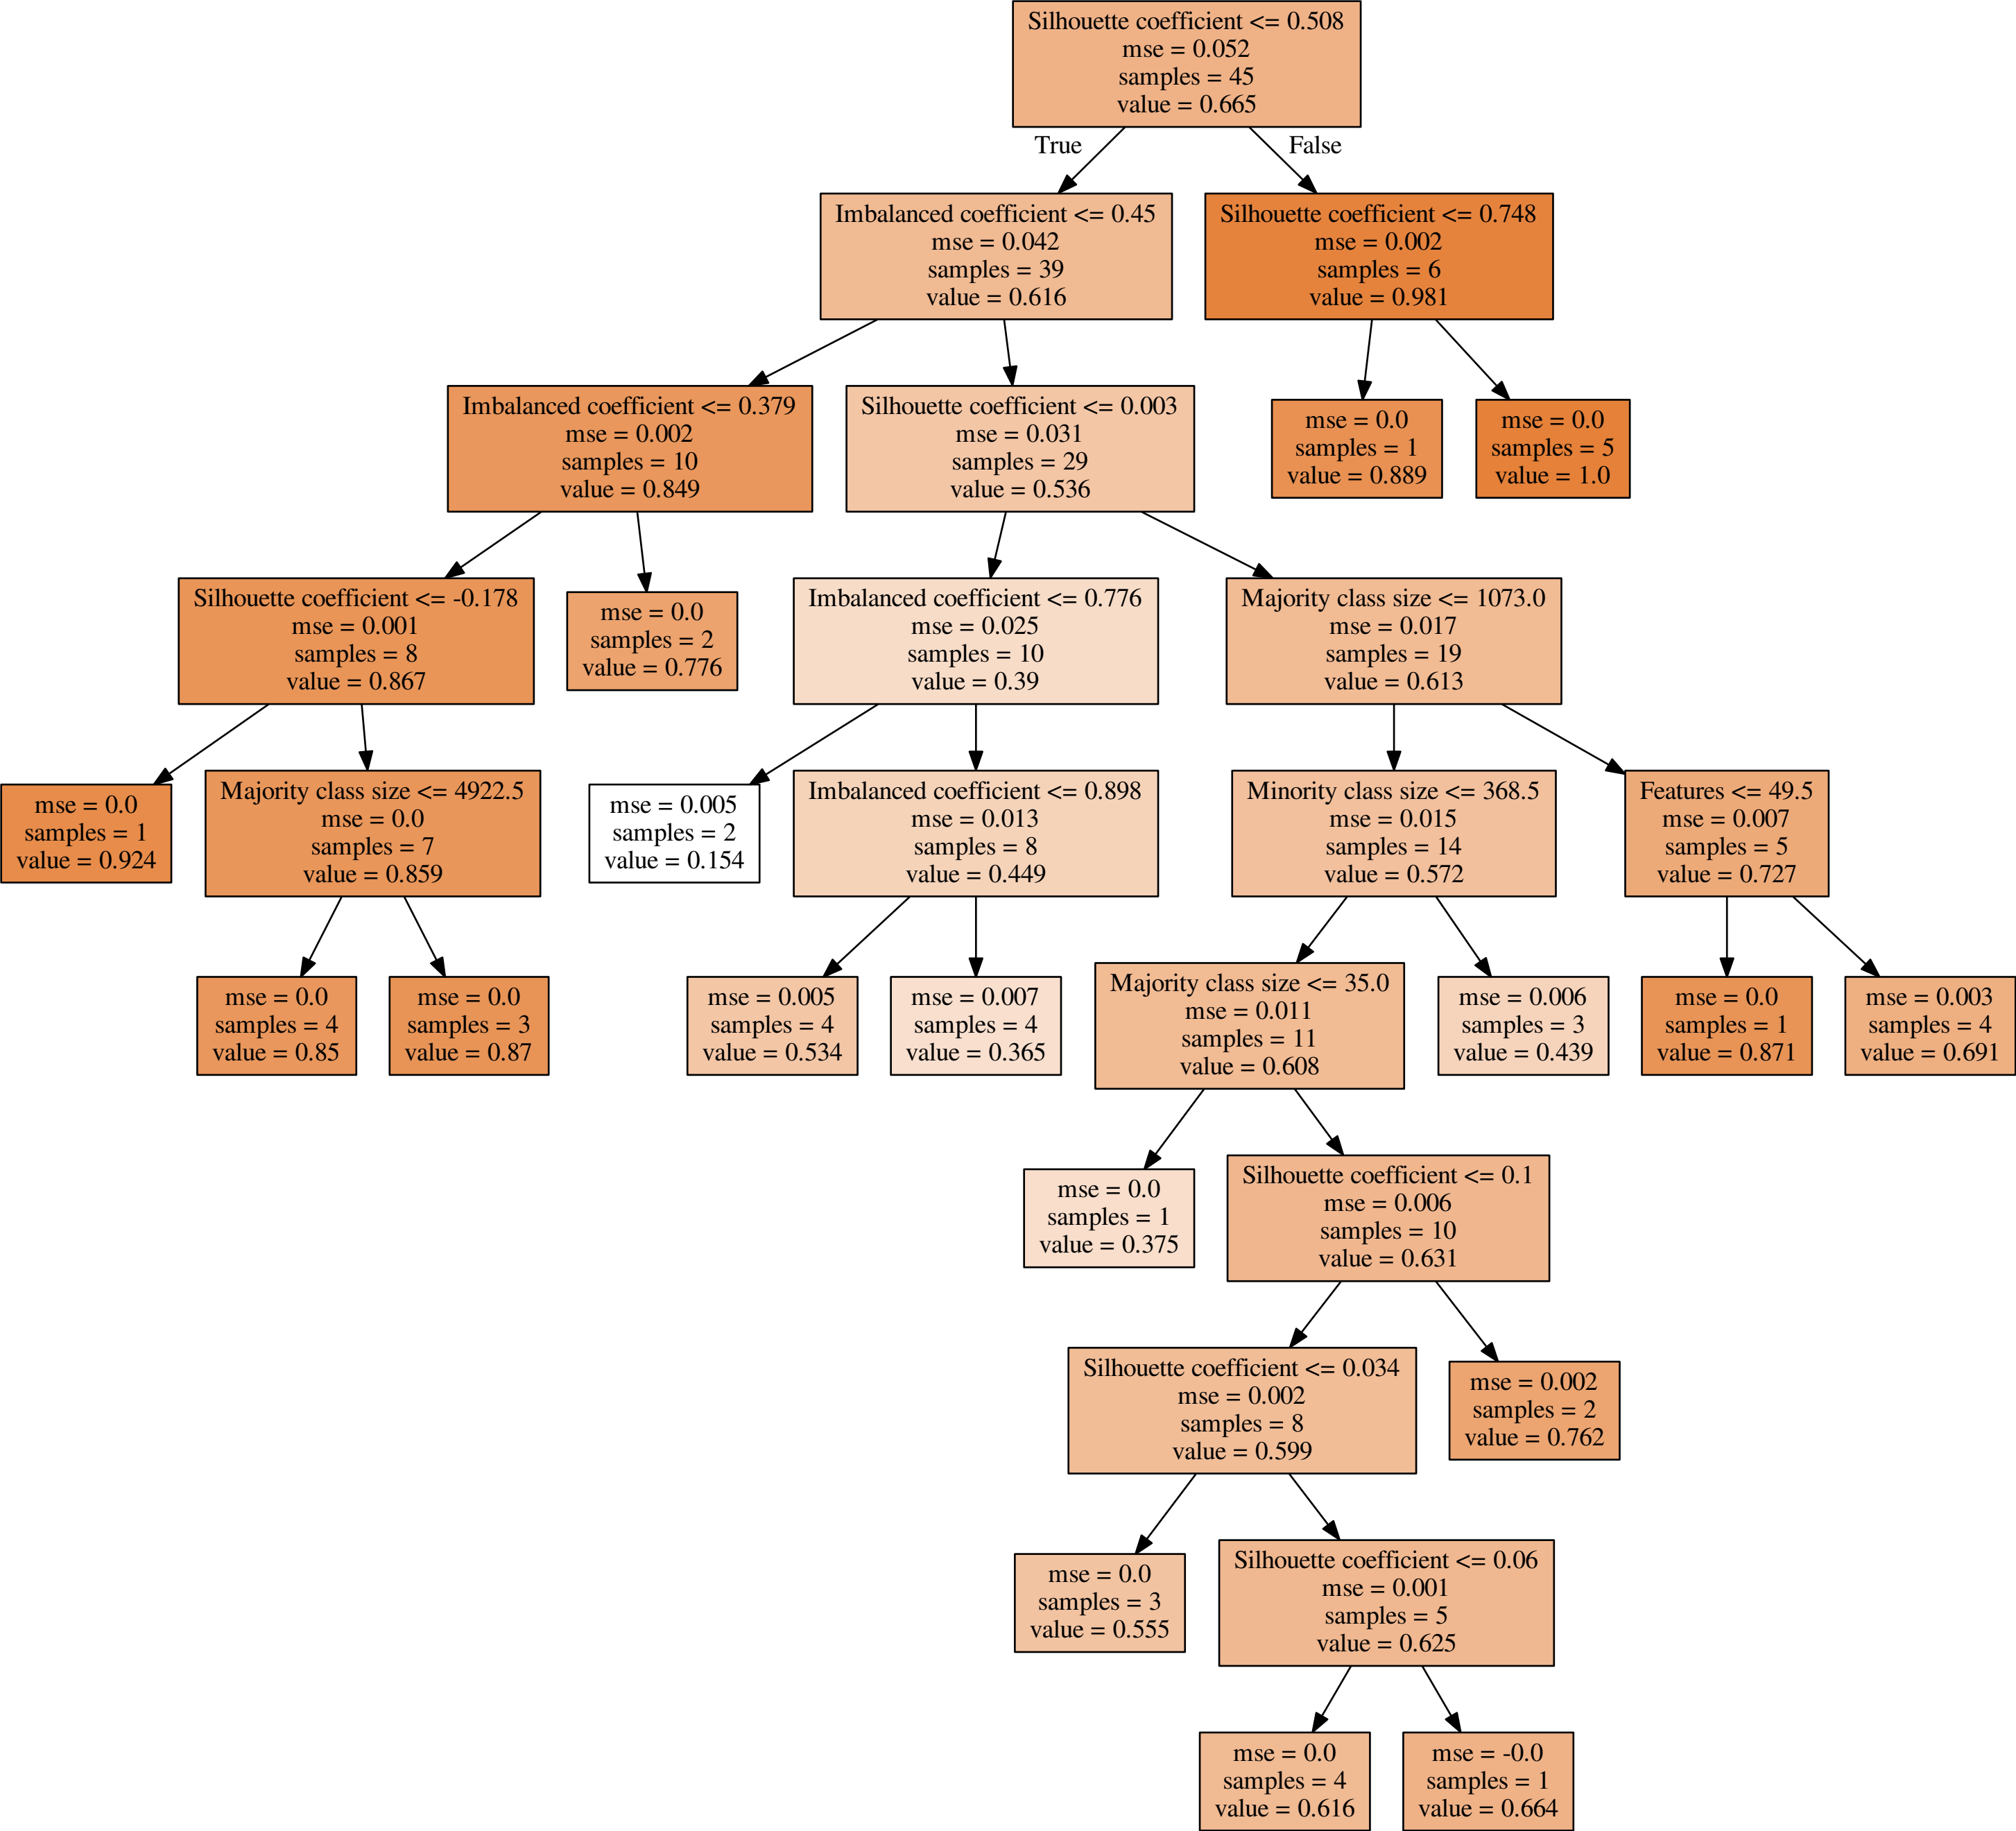 Silhouette coefficient <= 0.508
mse = 0.052
samples = 45
value = 0.665
True
False
Imbalanced coefficient <= 0.45
mse = 0.042
samples = 39
value = 0.616
Silhouette coefficient <= 0.748
mse = 0.002
samples = 6
value = 0.981
Imbalanced coefficient <= 0.379
mse = 0.002
samples = 10
value = 0.849
Silhouette coefficient <= 0.003
mse = 0.031
samples = 29
value = 0.536
mse = 0.0
samples = 1
value = 0.889
mse = 0.0
samples = 5
value = 1.0
Silhouette coefficient <= -0.178
mse = 0.001
samples = 8
value = 0.867
mse = 0.0
samples = 2
value = 0.776
Imbalanced coefficient <= 0.776
mse = 0.025
samples = 10
value = 0.39
Majority class size <= 1073.0
mse = 0.017
samples = 19
value = 0.613
mse = 0.0
samples = 1
value = 0.924
Majority class size <= 4922.5
mse = 0.0
samples = 7
value = 0.859
mse = 0.005
samples = 2
value = 0.154
Imbalanced coefficient <= 0.898
mse = 0.013
samples = 8
value = 0.449
Minority class size <= 368.5
mse = 0.015
samples = 14
value = 0.572
Features <= 49.5
mse = 0.007
samples = 5
value = 0.727
mse = 0.0
samples = 4
value = 0.85
mse = 0.0
samples = 3
value = 0.87
mse = 0.005
samples = 4
value = 0.534
mse = 0.007
samples = 4
value = 0.365
Majority class size <= 35.0
mse = 0.011
samples = 11
value = 0.608
mse = 0.006
samples = 3
value = 0.439
mse = 0.0
samples = 1
value = 0.871
mse = 0.003
samples = 4
value = 0.691
mse = 0.0
samples = 1
value = 0.375
Silhouette coefficient <= 0.1
mse = 0.006
samples = 10
value = 0.631
Silhouette coefficient <= 0.034
mse = 0.002
samples = 8
value = 0.599
mse = 0.002
samples = 2
value = 0.762
mse = 0.0
samples = 3
value = 0.555
Silhouette coefficient <= 0.06
mse = 0.001
samples = 5
value = 0.625
mse = 0.0
samples = 4
value = 0.616
mse = -0.0
samples = 1
value = 0.664